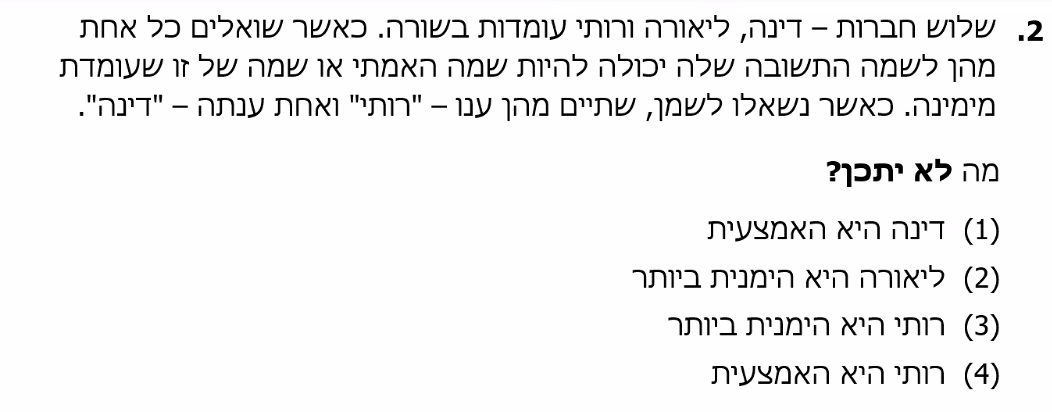 2. שלוש חברות – דינה, ליאורה ורותי עומדות בשורה. כאשר שואלים כל אחת
מהן לשמה התשובה שלה יכולה להיות שמה האמתי או שמה של זו שעומדת
מימינה. כאשר נשאלו לשמן, שתיים מהן ענו – "רותי" ואחת ענתה – "דינה".
מה לא יתכן?
(1) דינה היא האמצעית
(2) ליאורה היא הימנית ביותר
(3) רותי היא הימנית ביותר
(4) רותי היא האמצעית